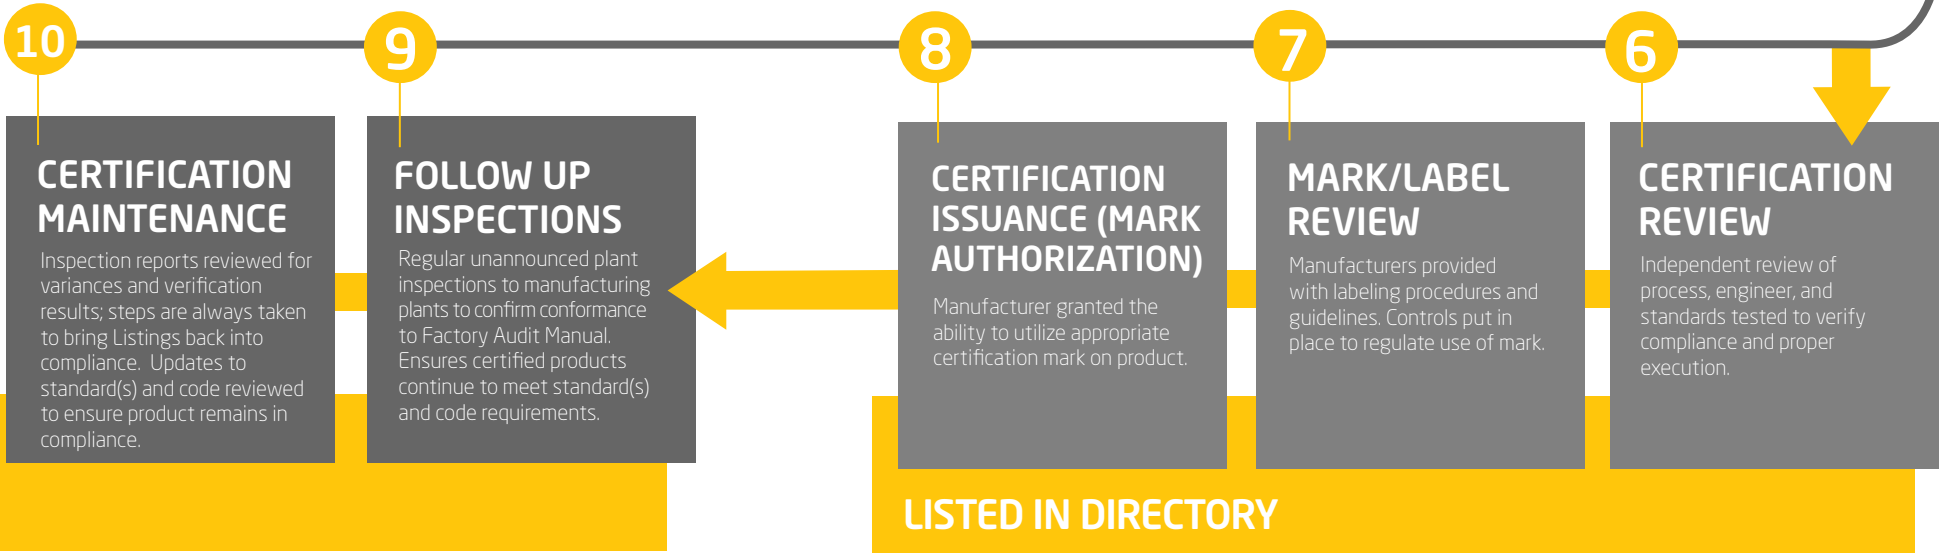 10
CERTIFICATION
MAINTENANCE
Inspection reports reviewed for
variances and verification
results; steps are always taken
to bring Listings back into
compliance. Updates to
standard(s) and code reviewed
to ensure product remains in
compliance.
9
FOLLOW UP
INSPECTIONS
Regular unannounced plant
inspections to manufacturing
plants to confirm conformance
to Factory Audit Manual.
Ensures certified products
continue to meet standard(s)
and code requirements.
8
CERTIFICATION
ISSUANCE (MARK
AUTHORIZATION)
Manufacturer granted the
ability to utilize appropriate
certification mark on product.
7
MARK/LABEL
REVIEW
Manufacturers provided
with labeling procedures and
guidelines. Controls put in
place to regulate use of mark.
6
CERTIFICATION
REVIEW
Independent review of
process, engineer, and
standards tested to verify
compliance and proper
execution.
LISTED IN DIRECTORY